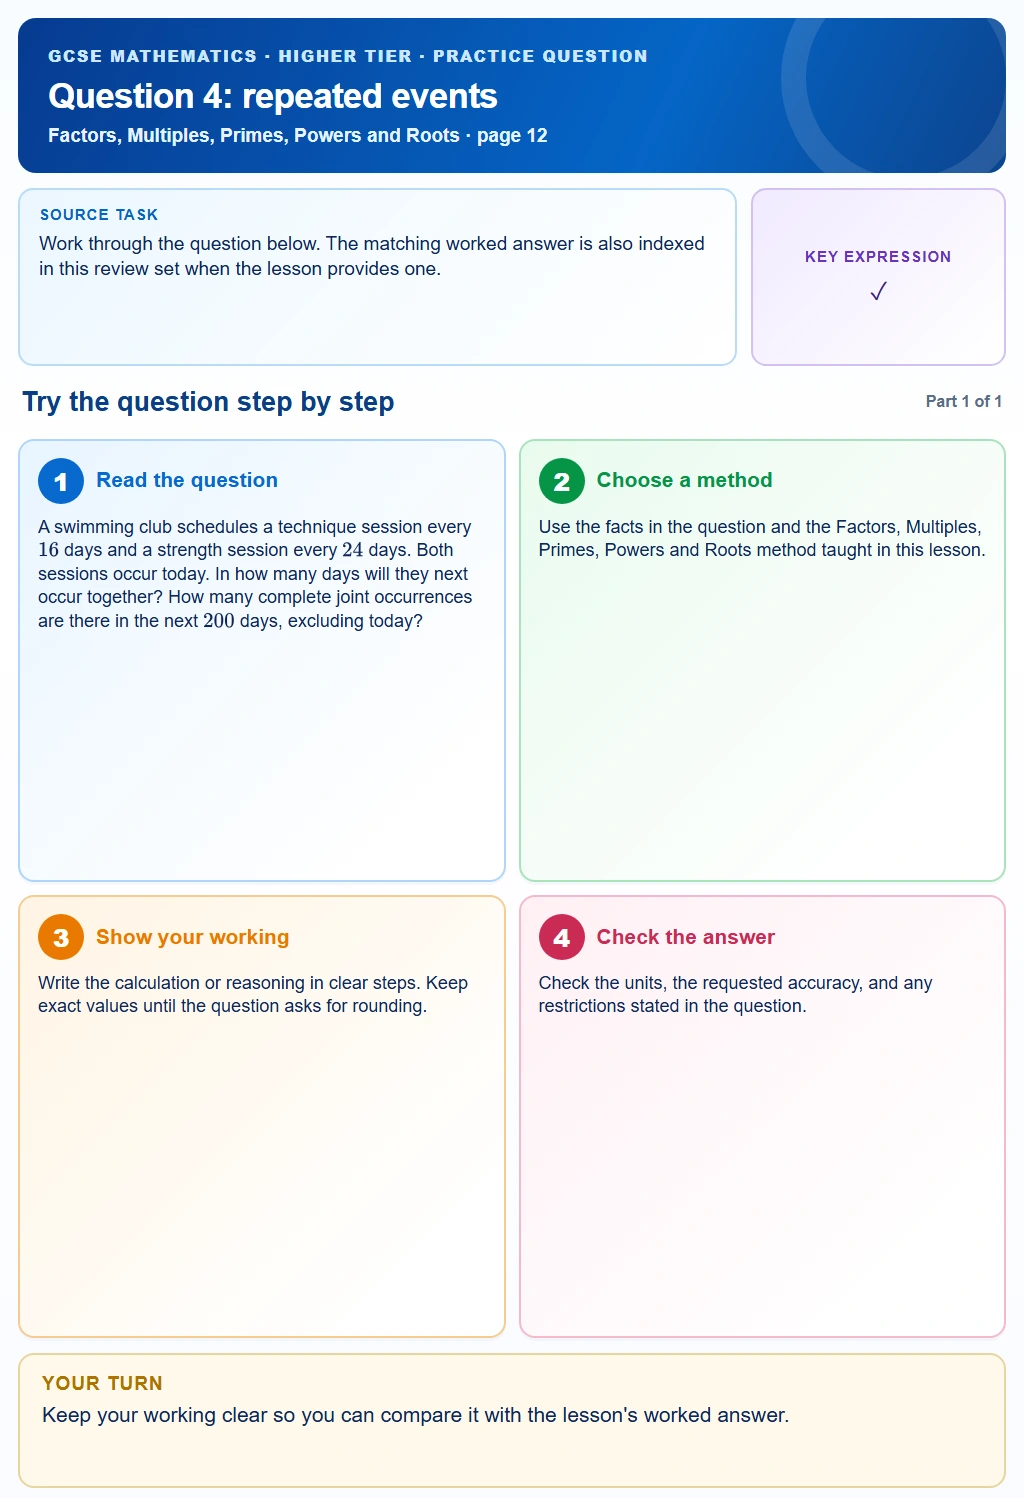 GCSE MATHEMATICS · HIGHER TIER · PRACTICE QUESTION
Question 4: repeated events
Factors, Multiples, Primes, Powers and Roots · page 12
SOURCE TASK
Work through the question below. The matching worked answer is also indexed
in this review set when the lesson provides one.
KEY EXPRESSION
✓
Try the question step by step
Part 1 of 1
1 Read the question
A swimming club schedules a technique session every
16 days and a strength session every 24 days. Both
sessions occur today. In how many days will they next
occur together? How many complete joint occurrences
are there in the next 200 days, excluding today?
2 Choose a method
Use the facts in the question and the Factors, Multiples,
Primes, Powers and Roots method taught in this lesson.
3 Show your working
Write the calculation or reasoning in clear steps. Keep
exact values until the question asks for rounding.
4 Check the answer
Check the units, the requested accuracy, and any
restrictions stated in the question.
YOUR TURN
Keep your working clear so you can compare it with the lesson's worked answer.